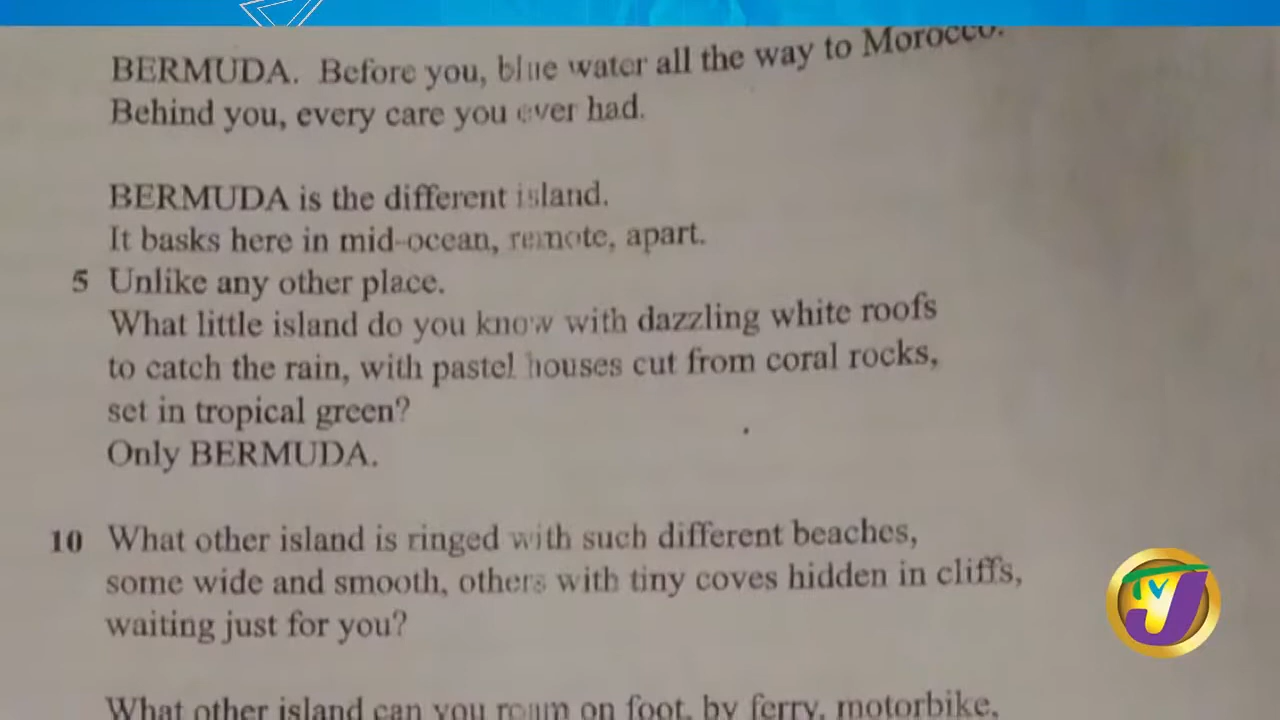 BERMUDA. Before you, blue water all the way to Morocco.
Behind you, every care you ever had.
BERMUDA is the different island.
It basks here in mid-ocean, remote, apart.
5 Unlike any other place.
What little island do you know with dazzling white roofs
to catch the rain, with pastel houses cut from coral rocks,
set in tropical green?
Only BERMUDA.
10 What other island is ringed with such different beaches,
some wide and smooth, others with tiny coves hidden in cliffs,
waiting just for you?
What other island can you roam on foot, by ferry, motorbike,
TVJ